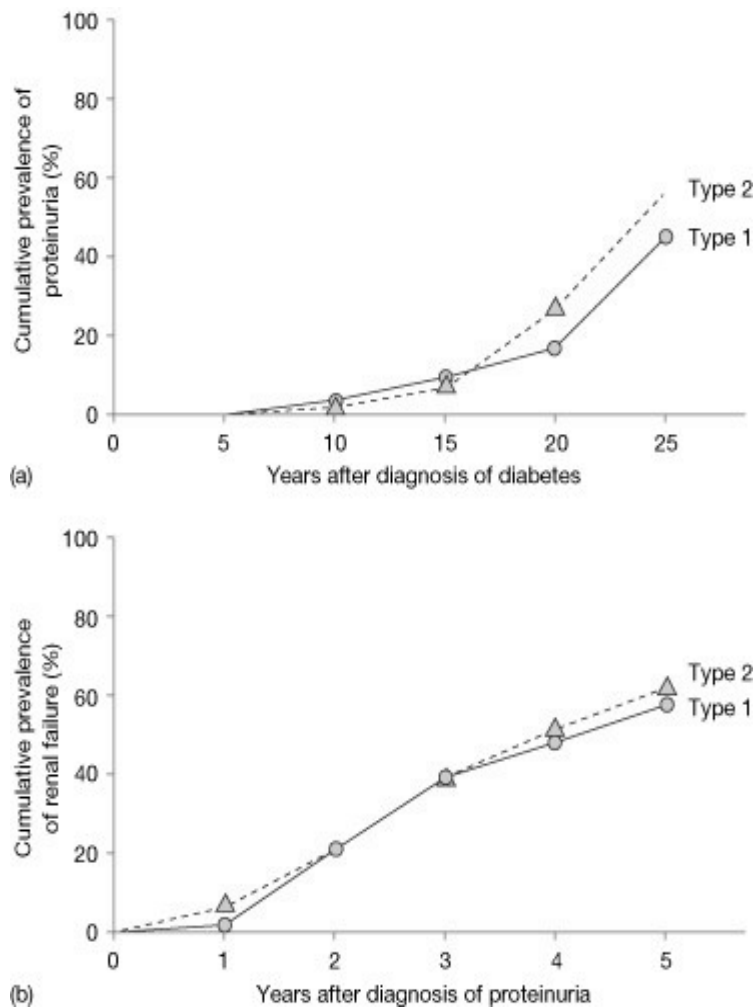 100
80
60
40
20
0
Cumulative prevalence of
proteinuria (%)
Type 2
Type 1
0 5 10 15 20 25
(a) Years after diagnosis of diabetes
100
80
60
40
20
0
Cumulative prevalence
of renal failure (%)
Type 2
Type 1
0 1 2 3 4 5
(b) Years after diagnosis of proteinuria